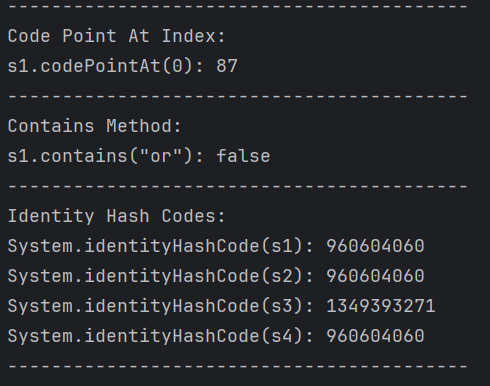 ------------------------------------------
Code Point At Index:
s1.codePointAt(0): 87
------------------------------------------
Contains Method:
s1.contains("or"): false
------------------------------------------
Identity Hash Codes:
System.identityHashCode(s1): 960604060
System.identityHashCode(s2): 960604060
System.identityHashCode(s3): 1349393271
System.identityHashCode(s4): 960604060
------------------------------------------